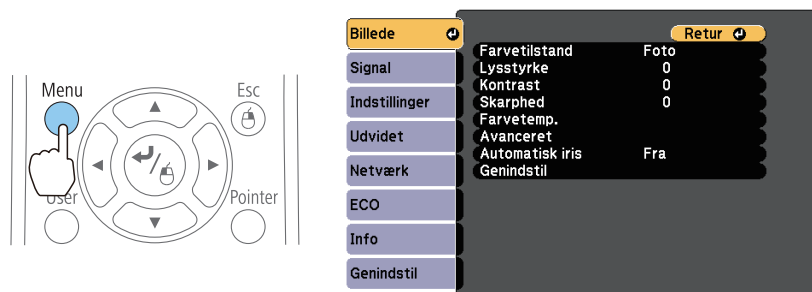 Menu
Esc
User
Pointer
Billede
Signal
Indstillinger
Udvidet
Netværk
ECO
Info
Genindstil
Retur
Farvetilstand Foto
Lysstyrke 0
Kontrast 0
Skarphed 0
Farvetemp.
Avanceret
Automatisk iris Fra
Genindstil